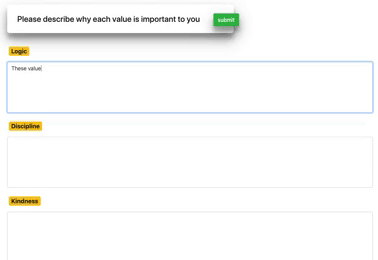 Please describe why each value is important to you
submit
Logic
These value
Discipline
Kindness